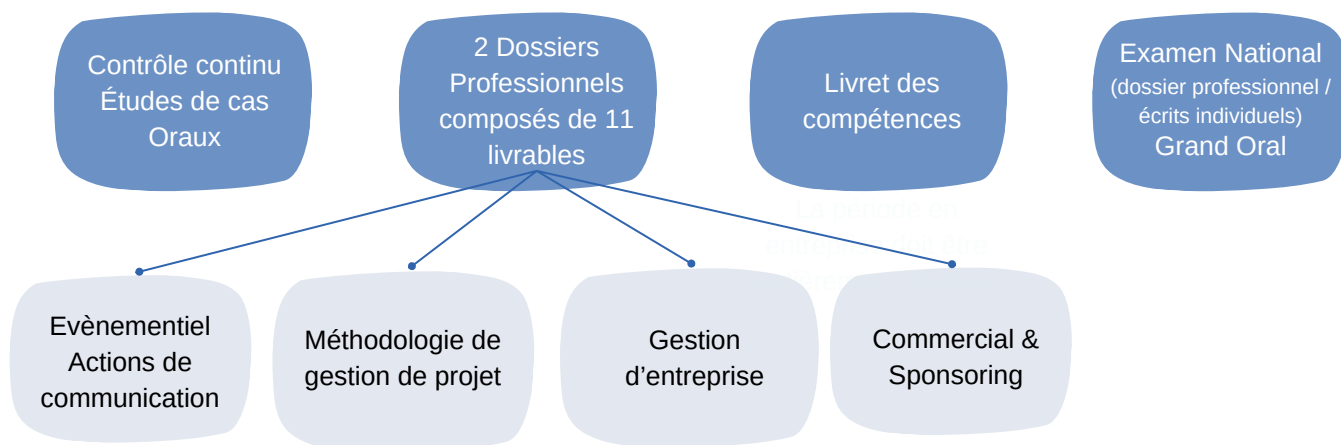 Contrôle continu
Études de cas
Oraux
2 Dossiers
Professionnels
composés de 11
livrables
Livret des
compétences
Examen National
(dossier professionnel /
écrits individuels)
Grand Oral
La période en
être
Evènementiel
Actions de
communication
Méthodologie de
gestion de projet
Gestion
d’entreprise
Commercial &
Sponsoring